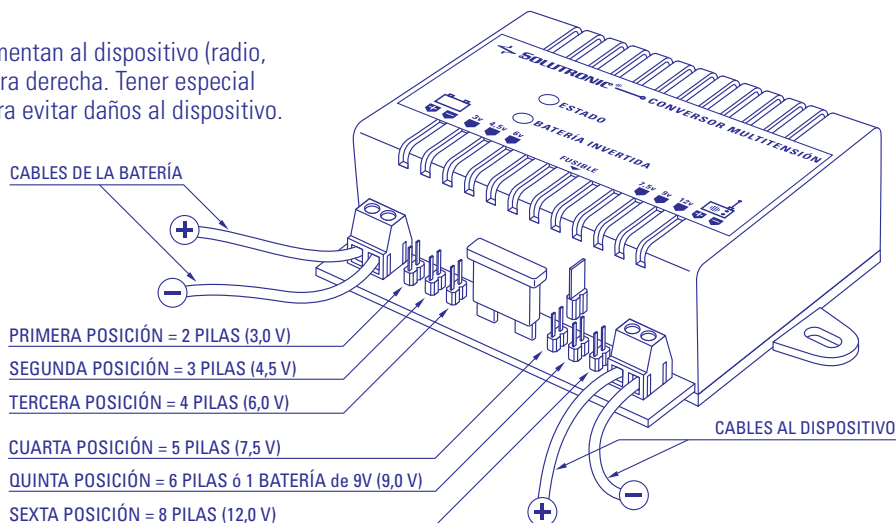 mentan al dispositivo (radio,
ra derecha. Tener especial
ra evitar daños al dispositivo.
SOLUTRONIC®
CONVERSOR MULTITENSIÓN
ESTADO
BATERÍA INVERTIDA
3v 4,5v 6v
FUSIBLE
7,5v 9v 12v
CABLES DE LA BATERÍA
+
−
PRIMERA POSICIÓN = 2 PILAS (3,0 V)
SEGUNDA POSICIÓN = 3 PILAS (4,5 V)
TERCERA POSICIÓN = 4 PILAS (6,0 V)
CUARTA POSICIÓN = 5 PILAS (7,5 V)
QUINTA POSICIÓN = 6 PILAS ó 1 BATERÍA de 9V (9,0 V)
SEXTA POSICIÓN = 8 PILAS (12,0 V)
CABLES AL DISPOSITIVO
+
−